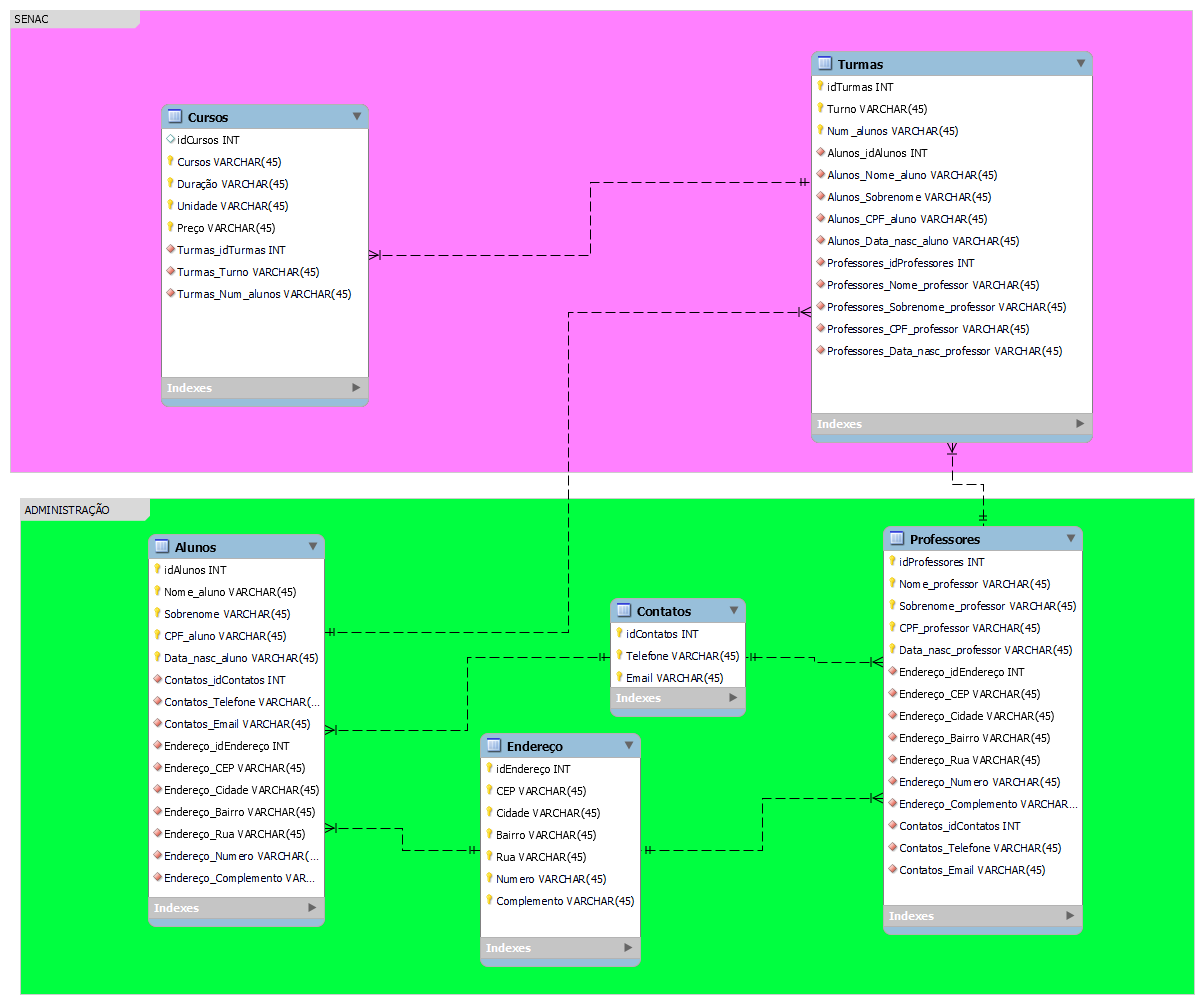 SENAC
Cursos
idCursos INT
Cursos VARCHAR(45)
Duração VARCHAR(45)
Unidade VARCHAR(45)
Preço VARCHAR(45)
Turmas_idTurmas INT
Turmas_Turno VARCHAR(45)
Turmas_Num_alunos VARCHAR(45)
Indexes
Turmas
idTurmas INT
Turno VARCHAR(45)
Num_alunos VARCHAR(45)
Alunos_idAlunos INT
Alunos_Nome_aluno VARCHAR(45)
Alunos_Sobrenome VARCHAR(45)
Alunos_CPF_aluno VARCHAR(45)
Alunos_Data_nasc_aluno VARCHAR(45)
Professores_idProfessores INT
Professores_Nome_professor VARCHAR(45)
Professores_Sobrenome_professor VARCHAR(45)
Professores_CPF_professor VARCHAR(45)
Professores_Data_nasc_professor VARCHAR(45)
Indexes
ADMINISTRAÇÃO
Alunos
idAlunos INT
Nome_aluno VARCHAR(45)
Sobrenome VARCHAR(45)
CPF_aluno VARCHAR(45)
Data_nasc_aluno VARCHAR(45)
Contatos_idContatos INT
Contatos_Telefone VARCHAR(...
Contatos_Email VARCHAR(45)
Endereço_idEndereço INT
Endereço_CEP VARCHAR(45)
Endereço_Cidade VARCHAR(45)
Endereço_Bairro VARCHAR(45)
Endereço_Rua VARCHAR(45)
Endereço_Numero VARCHAR(...
Endereço_Complemento VAR...
Indexes
Contatos
idContatos INT
Telefone VARCHAR(45)
Email VARCHAR(45)
Indexes
Endereço
idEndereço INT
CEP VARCHAR(45)
Cidade VARCHAR(45)
Bairro VARCHAR(45)
Rua VARCHAR(45)
Numero VARCHAR(45)
Complemento VARCHAR(45)
Indexes
Professores
idProfessores INT
Nome_professor VARCHAR(45)
Sobrenome_professor VARCHAR(45)
CPF_professor VARCHAR(45)
Data_nasc_professor VARCHAR(45)
Endereço_idEndereço INT
Endereço_CEP VARCHAR(45)
Endereço_Cidade VARCHAR(45)
Endereço_Bairro VARCHAR(45)
Endereço_Rua VARCHAR(45)
Endereço_Numero VARCHAR(45)
Endereço_Complemento VARCHAR...
Contatos_idContatos INT
Contatos_Telefone VARCHAR(45)
Contatos_Email VARCHAR(45)
Indexes